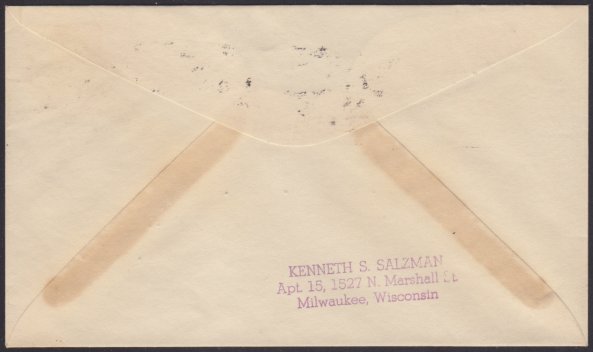 KENNETH S. SALZMAN
Apt. 15, 1527 N. Marshall St.
Milwaukee, Wisconsin